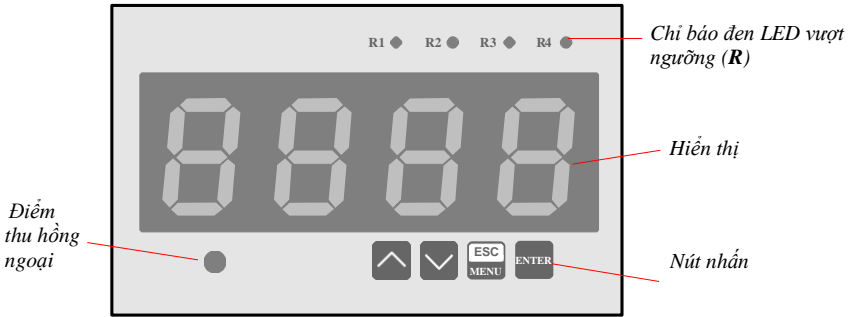 R1 R2 R3 R4
Chỉ báo đen LED vượt
ngưỡng (R)
8888
Hiển thị
Điểm
thu hồng
ngoại
ESC
MENU
ENTER
Nút nhấn